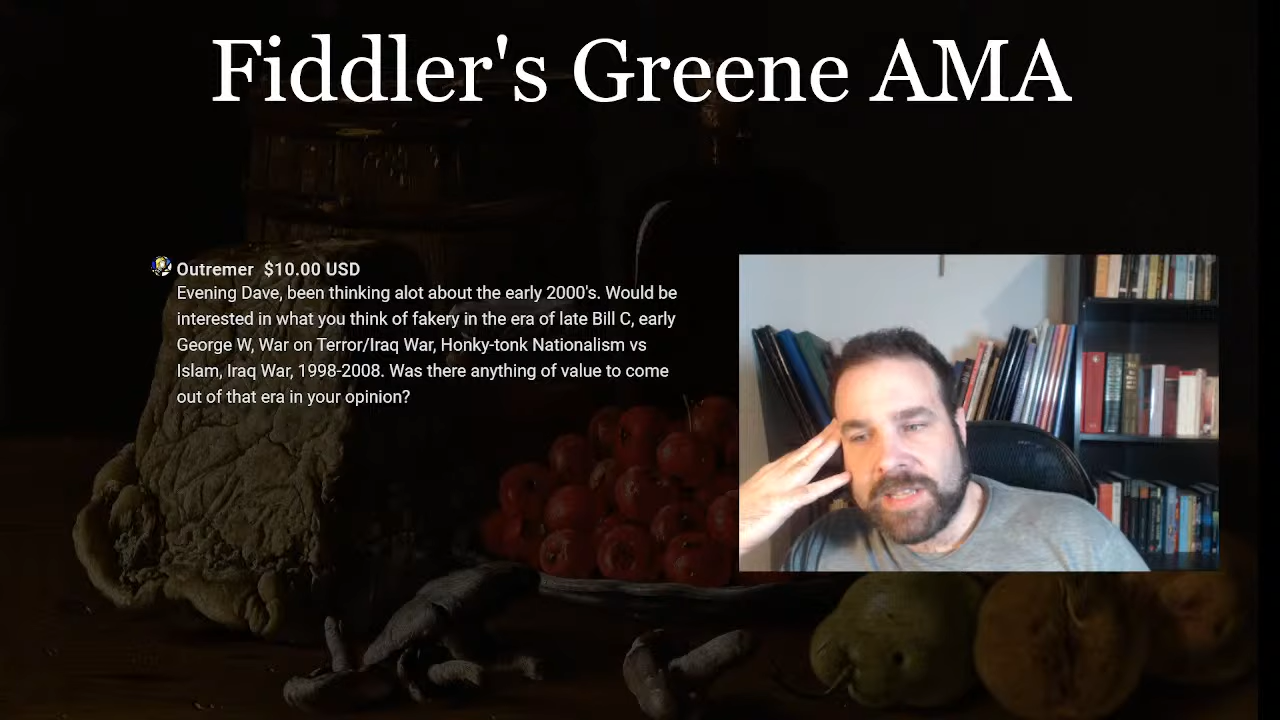 Fiddler's Greene AMA
Outremer $10.00 USD
Evening Dave, been thinking alot about the early 2000's. Would be
interested in what you think of fakery in the era of late Bill C, early
George W, War on Terror/Iraq War, Honky-tonk Nationalism vs
Islam, Iraq War, 1998-2008. Was there anything of value to come
out of that era in your opinion?